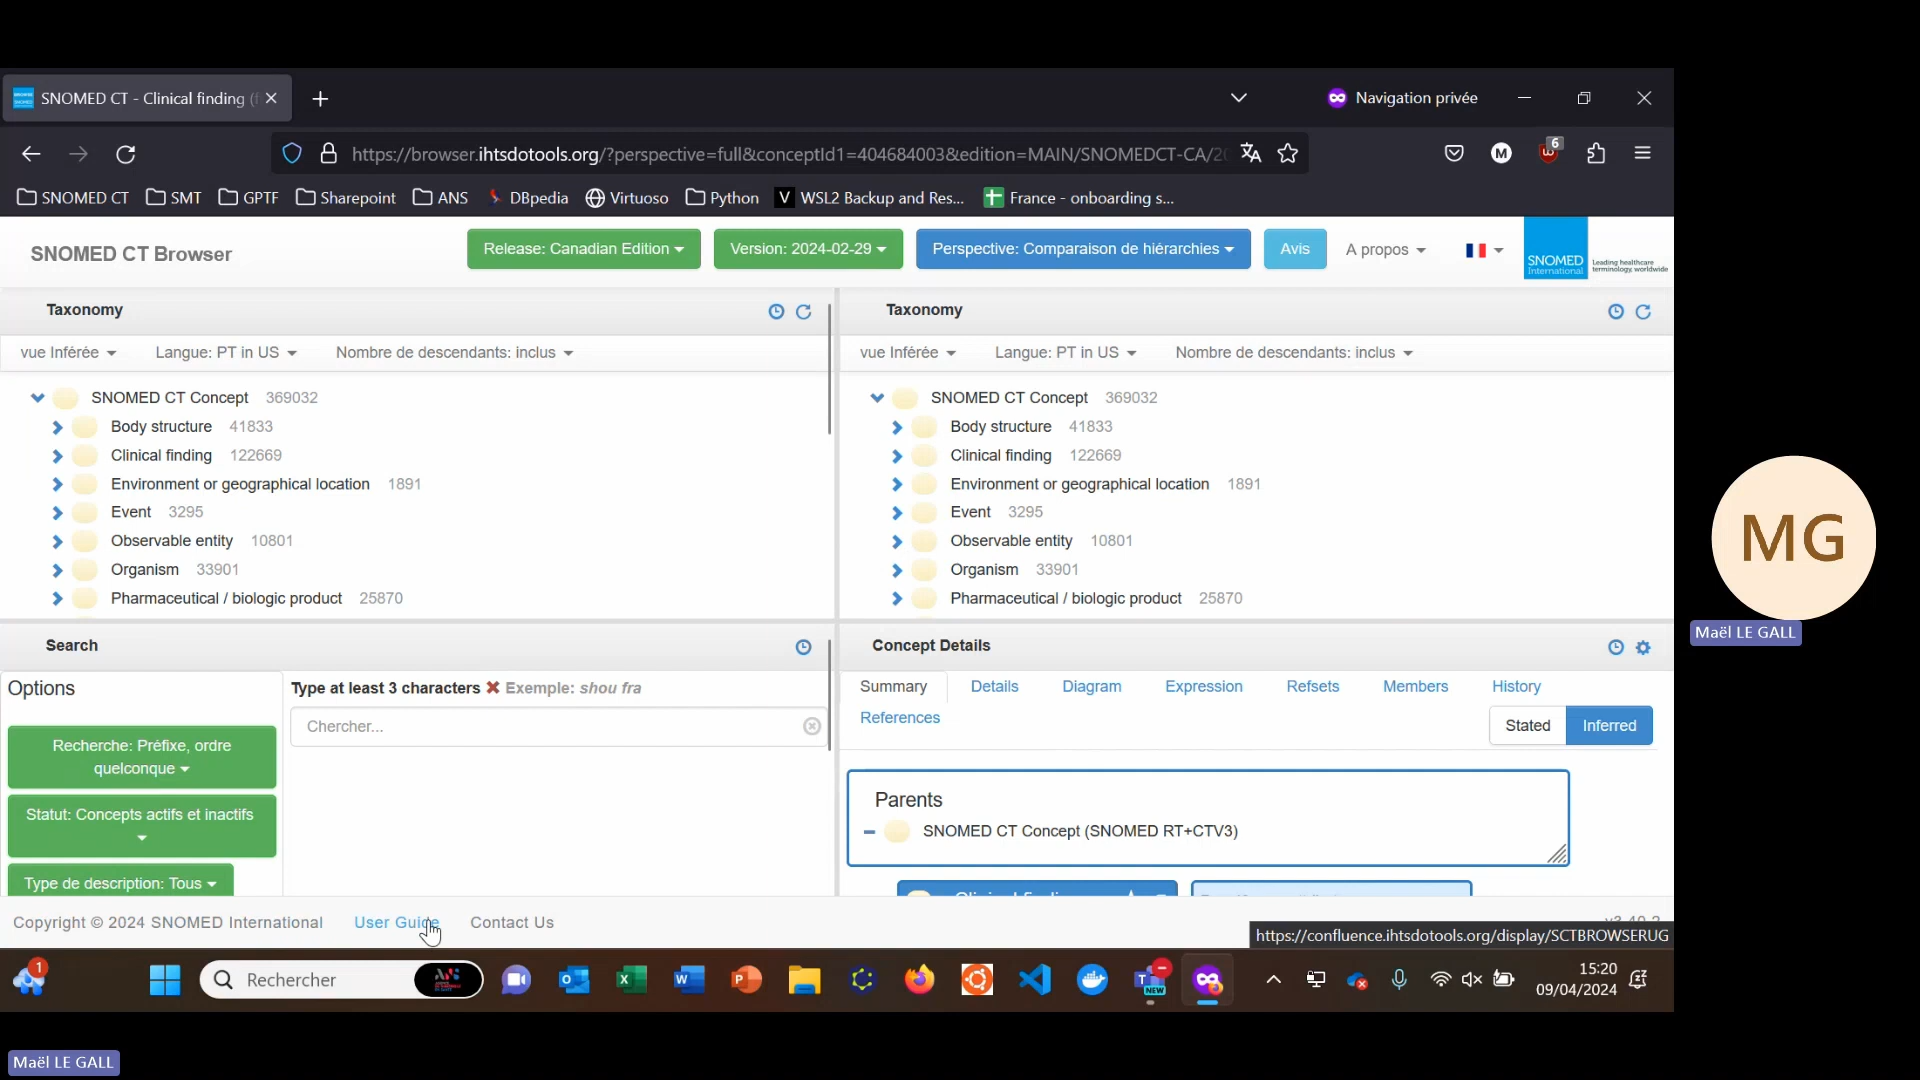 SNOMED CT - Clinical finding (f
Navigation privée
https://browser.ihtsdotools.org/?perspective=full&conceptId1=404684003&edition=MAIN/SNOMEDCT-CA/20
M
6
SNOMED CT
SMT
GPTF
Sharepoint
ANS
DBpedia
Virtuoso
Python
WSL2 Backup and Res...
France - onboarding s...
SNOMED CT Browser
Release: Canadian Edition
Version: 2024-02-29
Perspective: Comparaison de hiérarchies
Avis
A propos
SNOMED
International
Leading healthcare
terminology, worldwide
Taxonomy
vue Inférée
Langue: PT in US
Nombre de descendants: inclus
SNOMED CT Concept 369032
Body structure 41833
Clinical finding 122669
Environment or geographical location 1891
Event 3295
Observable entity 10801
Organism 33901
Pharmaceutical / biologic product 25870
Taxonomy
vue Inférée
Langue: PT in US
Nombre de descendants: inclus
SNOMED CT Concept 369032
Body structure 41833
Clinical finding 122669
Environment or geographical location 1891
Event 3295
Observable entity 10801
Organism 33901
Pharmaceutical / biologic product 25870
Search
Options
Recherche: Préfixe, ordre
quelconque
Statut: Concepts actifs et inactifs
Type de description: Tous
Type at least 3 characters Exemple: shou fra
Chercher...
Concept Details
Summary
Details
Diagram
Expression
Refsets
Members
History
References
Stated
Inferred
Parents
SNOMED CT Concept (SNOMED RT+CTV3)
Copyright © 2024 SNOMED International
User Guide
Contact Us
https://confluence.ihtsdotools.org/display/SCTBROWSERUG
1
Rechercher
NEW
15:20
09/04/2024
MG
Maël LE GALL
Maël LE GALL